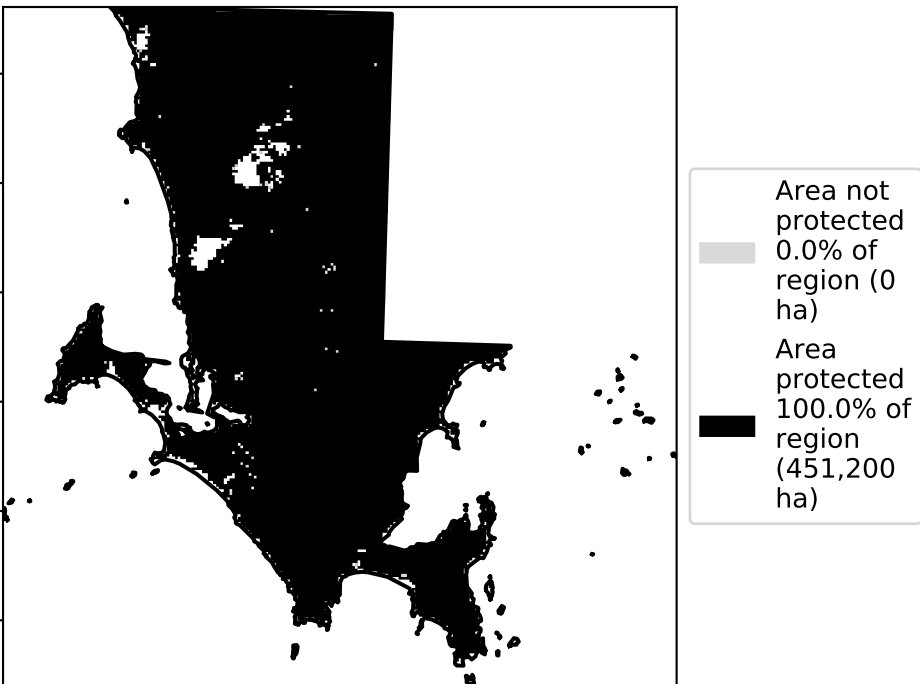 Area not
protected
0.0% of
region (0
ha)
Area
protected
100.0% of
region
(451,200
ha)